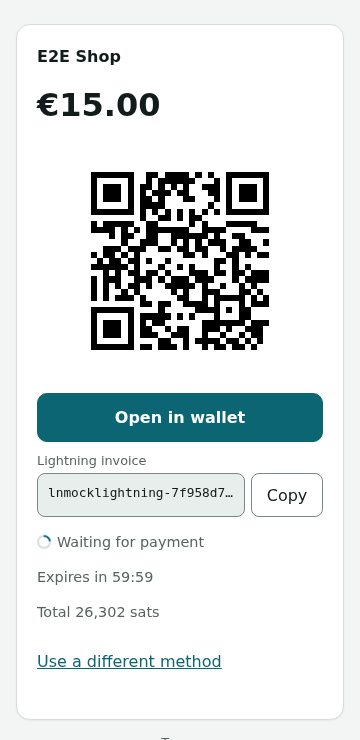 E2E Shop
€15.00
Open in wallet
Lightning invoice
lnmocklightning-7f958d7…
Copy
Waiting for payment
Expires in 59:59
Total 26,302 sats
Use a different method